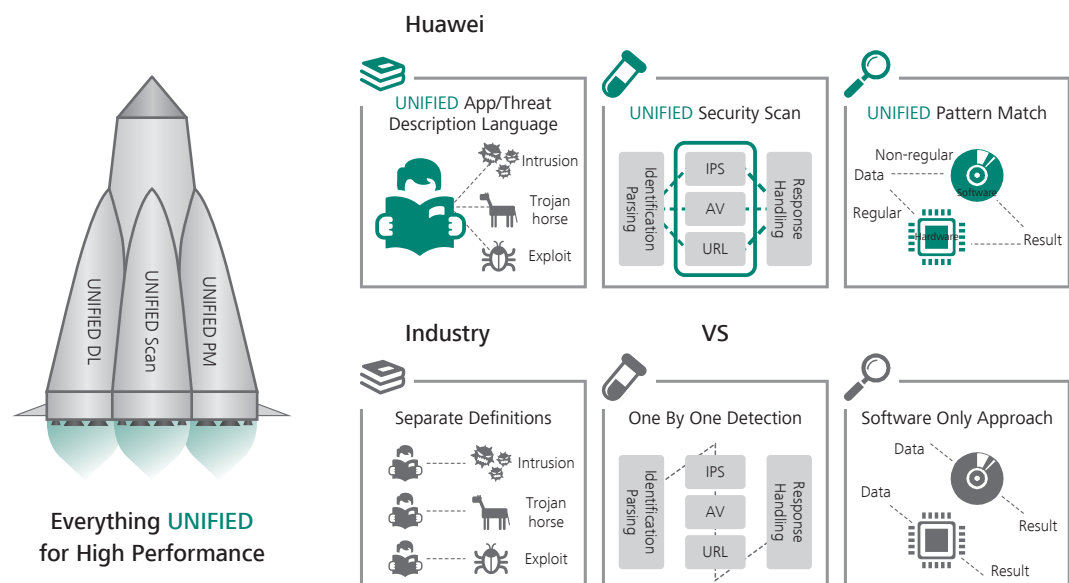 Huawei
UNIFIED App/Threat
Description Language
Intrusion
Trojan
horse
Exploit
UNIFIED Security Scan
Identification
Parsing
IPS
AV
URL
Response
Handling
UNIFIED Pattern Match
Non-regular
Data
Software
Regular
Hardware
Result
UNIFIED DL
UNIFIED Scan
UNIFIED PM
Everything UNIFIED
for High Performance
Industry
VS
Separate Definitions
Intrusion
Trojan
horse
Exploit
One By One Detection
Identification
Parsing
IPS
AV
URL
Response
Handling
Software Only Approach
Data
Data
Result
Result